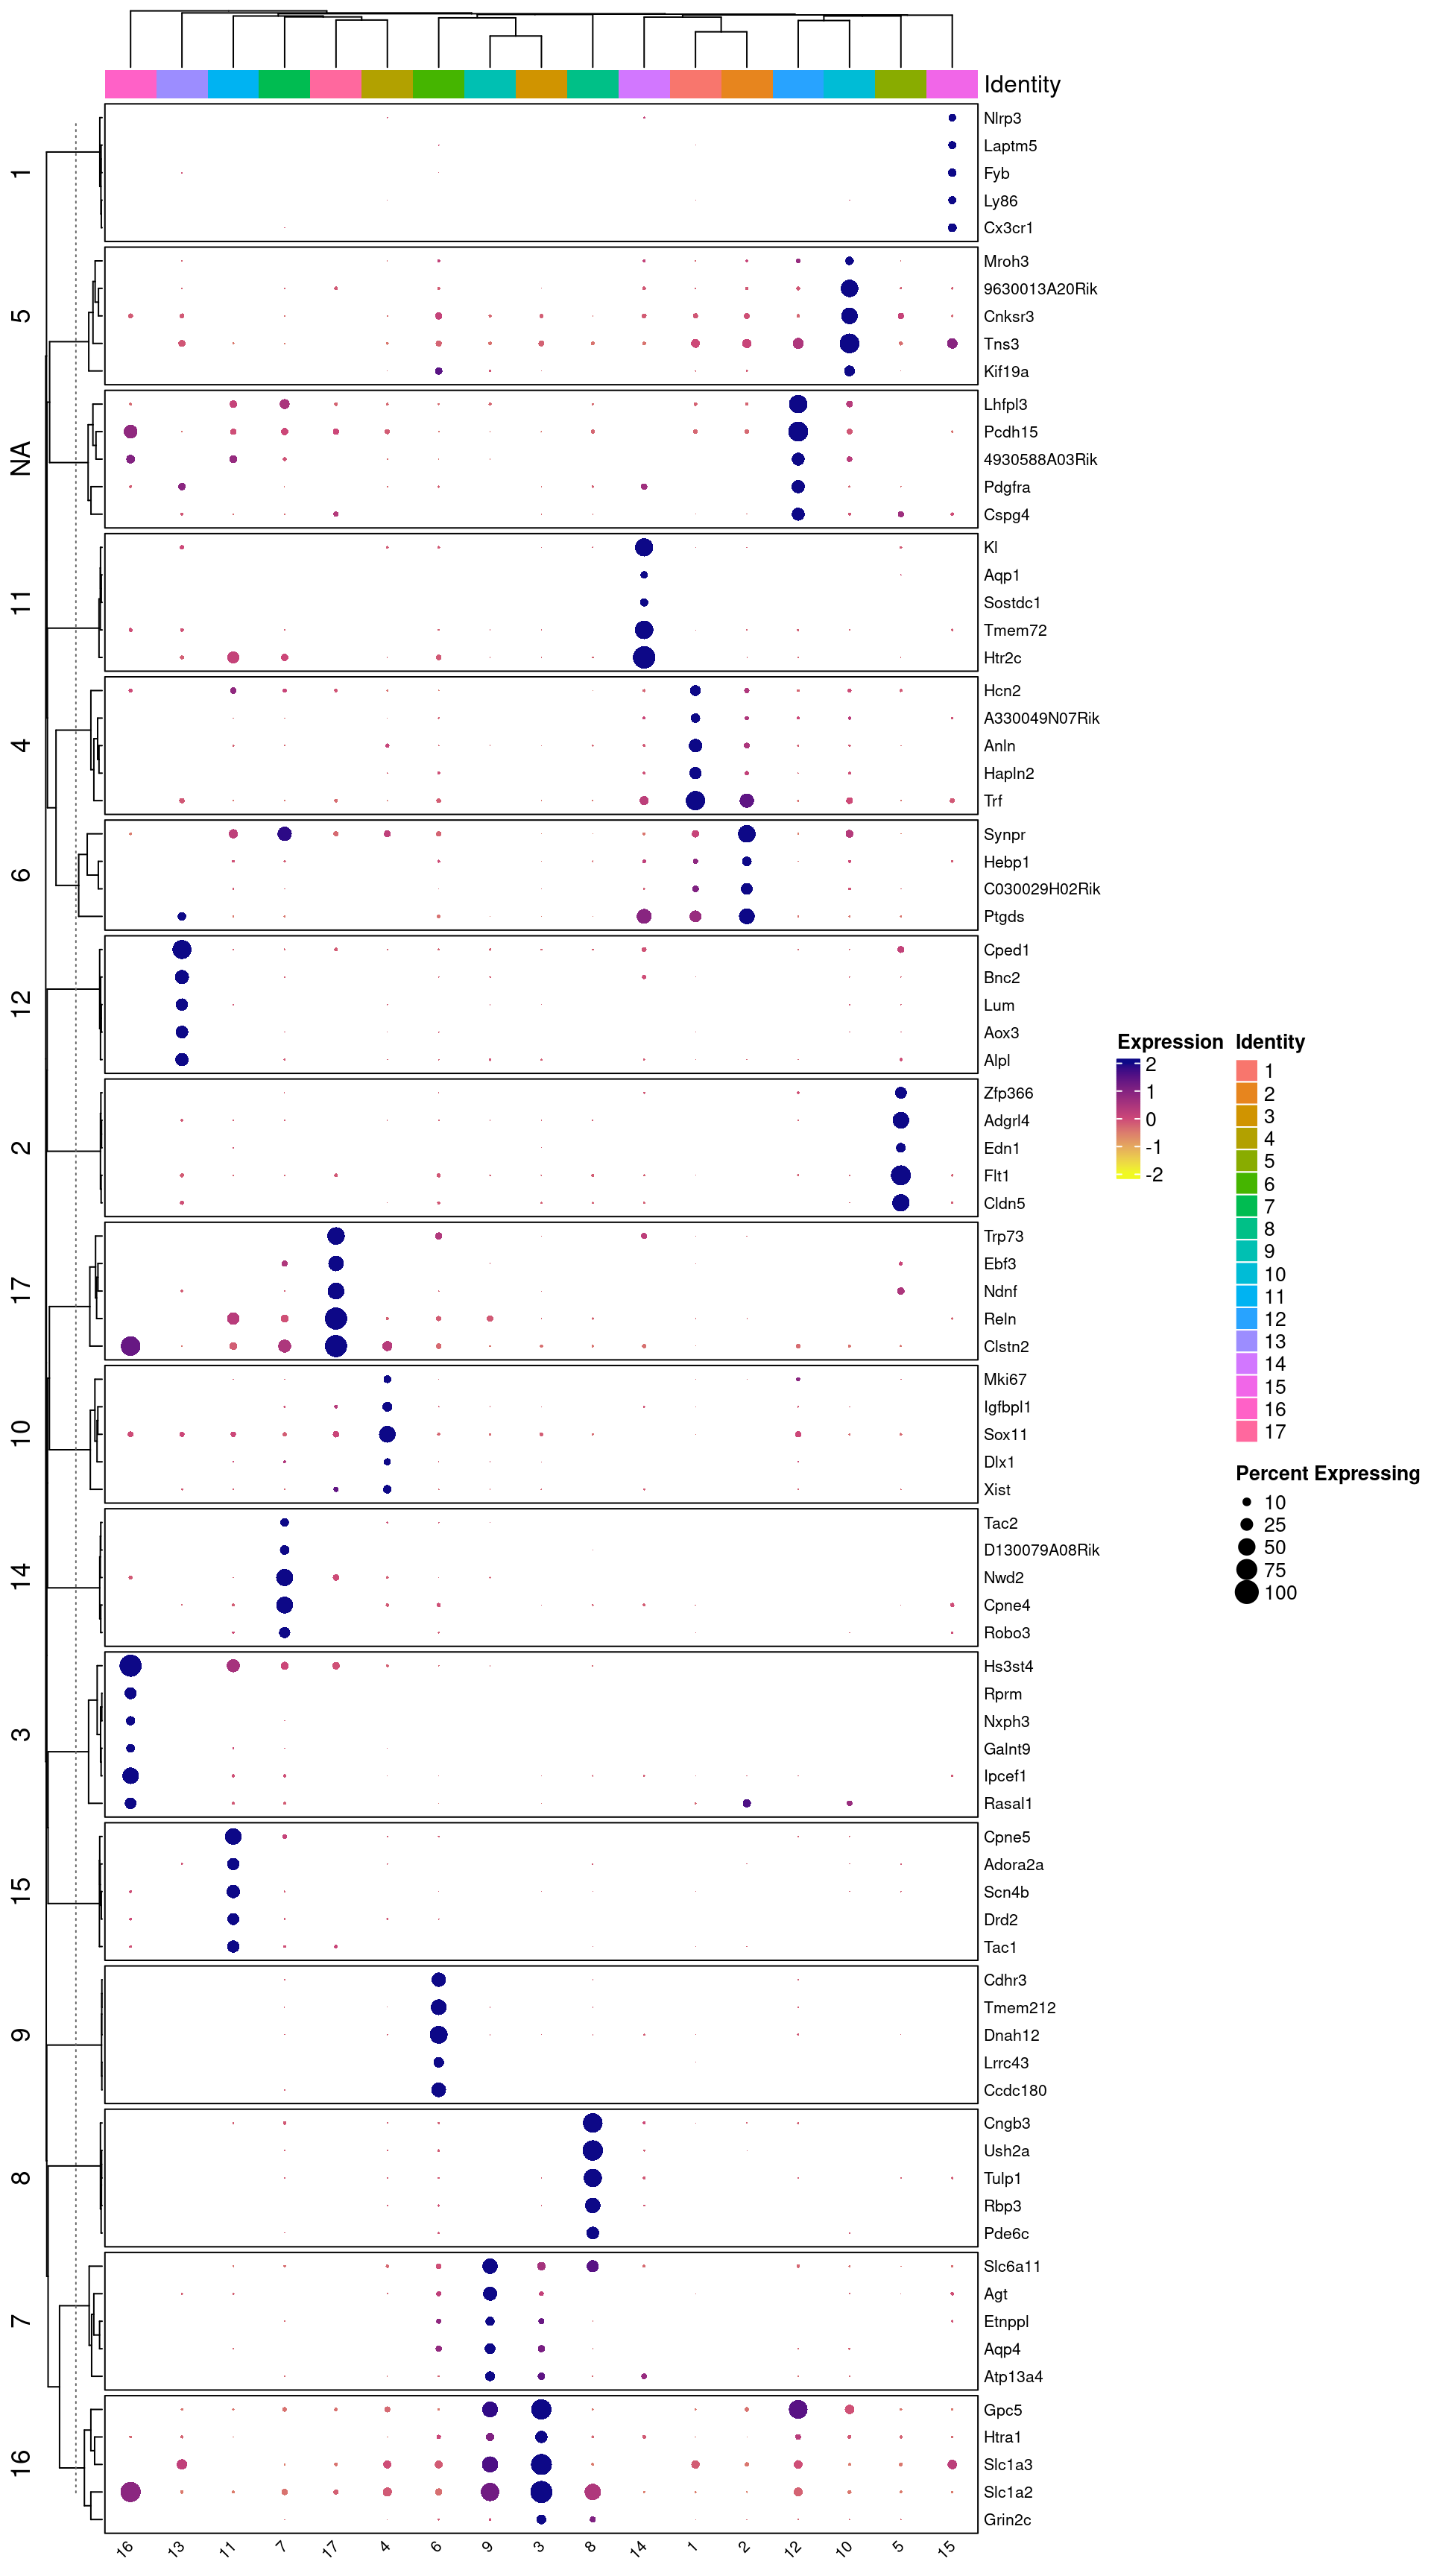 Identity
1
Nlrp3
Laptm5
Fyb
Ly86
Cx3cr1
5
Mroh3
9630013A20Rik
Cnksr3
Tns3
Kif19a
NA
Lhfpl3
Pcdh15
4930588A03Rik
Pdgfra
Cspg4
11
Kl
Aqp1
Sostdc1
Tmem72
Htr2c
4
Hcn2
A330049N07Rik
Anln
Hapln2
Trf
6
Synpr
Hebp1
C030029H02Rik
Ptgds
12
Cped1
Bnc2
Lum
Aox3
Alpl
2
Zfp366
Adgrl4
Edn1
Flt1
Cldn5
17
Trp73
Ebf3
Ndnf
Reln
Clstn2
10
Mki67
Igfbpl1
Sox11
Dlx1
Xist
14
Tac2
D130079A08Rik
Nwd2
Cpne4
Robo3
3
Hs3st4
Rprm
Nxph3
Galnt9
Ipcef1
Rasal1
15
Cpne5
Adora2a
Scn4b
Drd2
Tac1
9
Cdhr3
Tmem212
Dnah12
Lrrc43
Ccdc180
8
Cngb3
Ush2a
Tulp1
Rbp3
Pde6c
7
Slc6a11
Agt
Etnppl
Aqp4
Atp13a4
16
Gpc5
Htra1
Slc1a3
Slc1a2
Grin2c
16 13 11 7 17 4 6 9 3 8 14 1 2 12 10 5 15
Expression
2
1
0
-1
-2
Identity
1
2
3
4
5
6
7
8
9
10
11
12
13
14
15
16
17
Percent Expressing
10
25
50
75
100